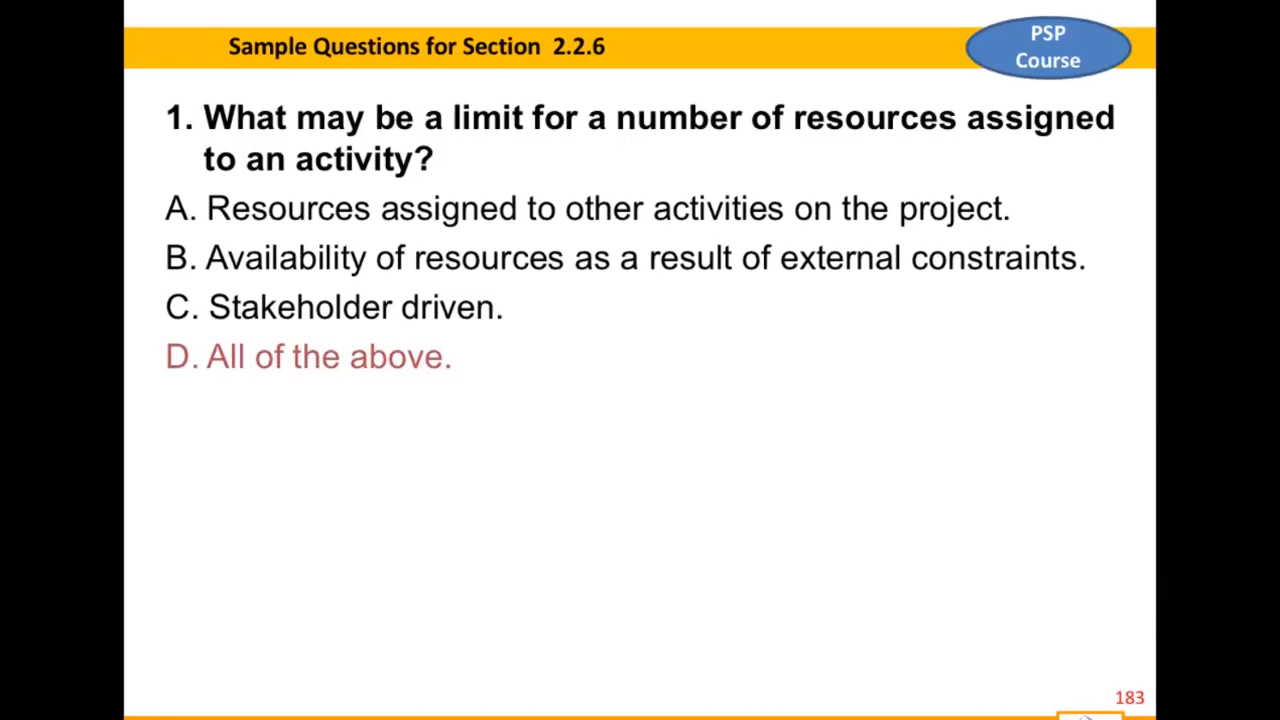 Sample Questions for Section 2.2.6
PSP
Course
1. What may be a limit for a number of resources assigned
to an activity?
A. Resources assigned to other activities on the project.
B. Availability of resources as a result of external constraints.
C. Stakeholder driven.
D. All of the above.
183